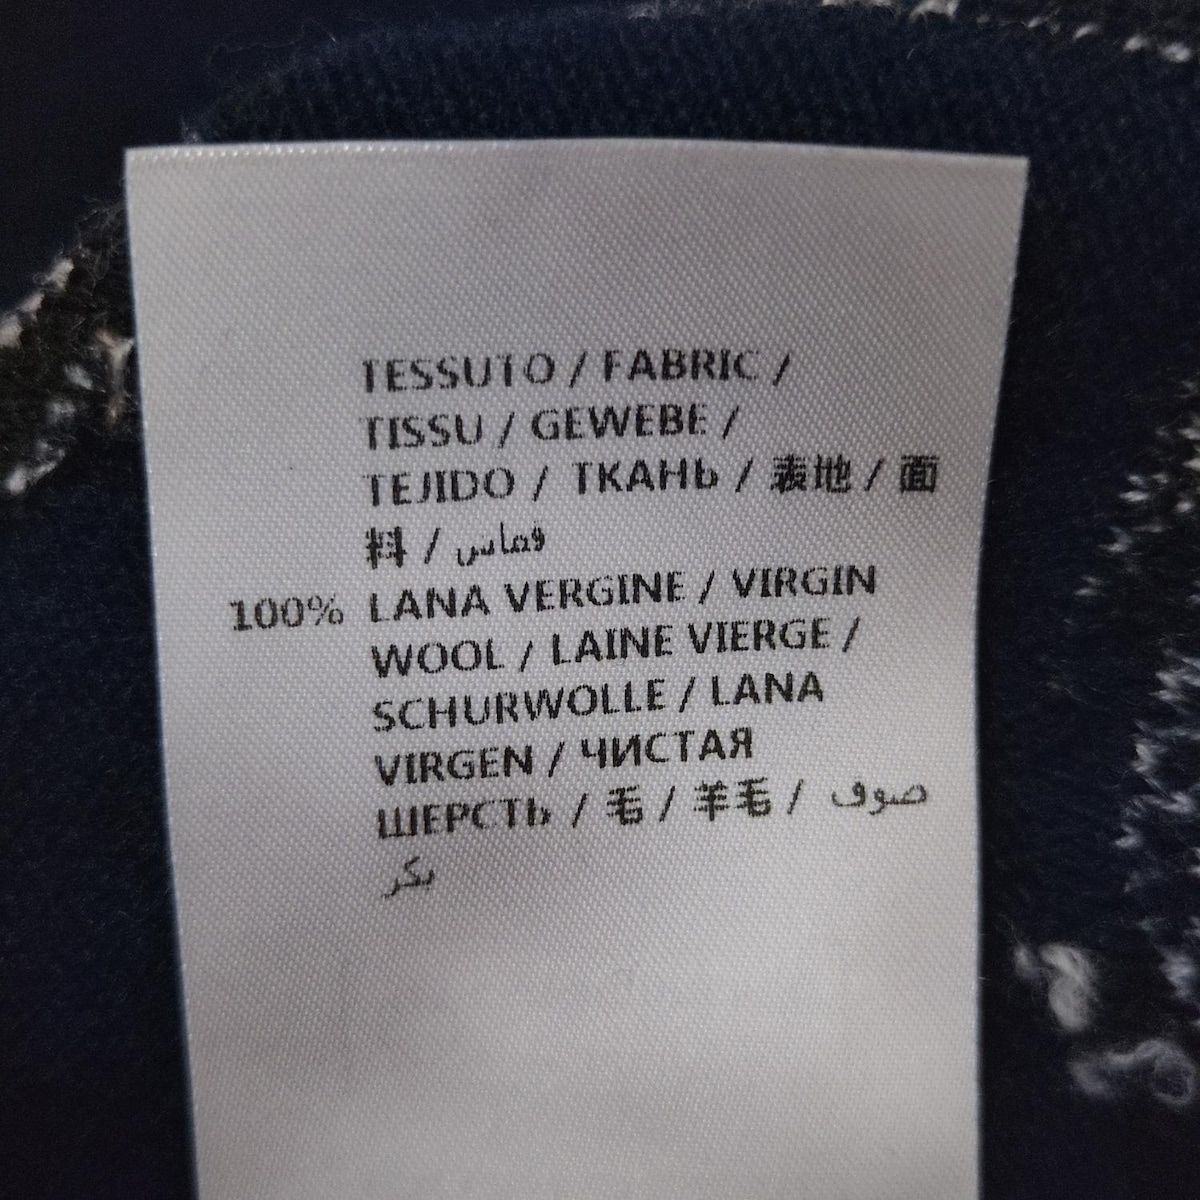 TESSUTO / FABRIC /
TISSU / GEWEBE /
TEJIDO / ТКАНЬ / 表地 / 面
料 / قماس
100% LANA VERGINE / VIRGIN
WOOL / LAINE VIERGE /
SCHURWOLLE / LANA
VIRGEN / ЧИСТАЯ
ШЕРСТЬ / 毛 / 羊毛 / صوف
بكر